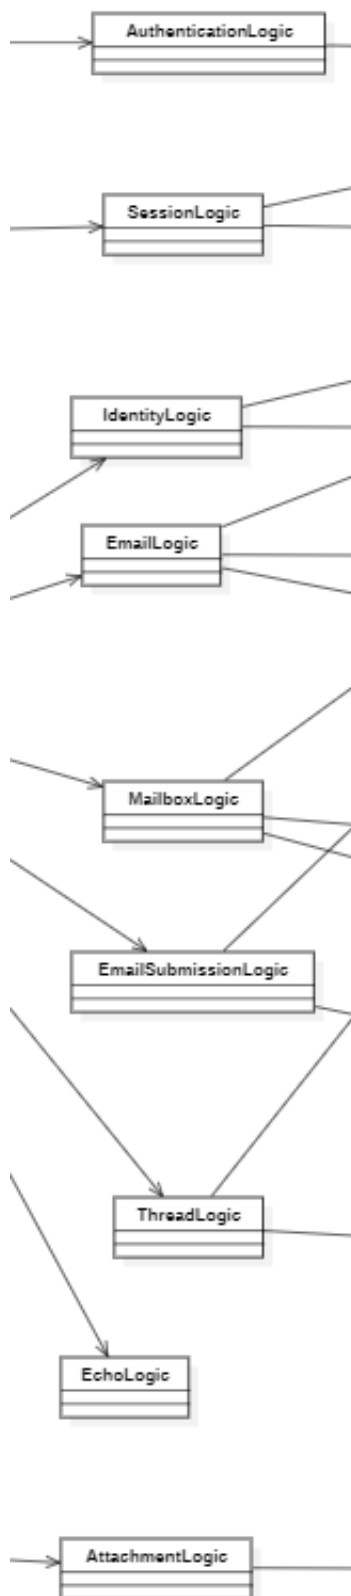 AuthenticationLogic
SessionLogic
IdentityLogic
EmailLogic
MailboxLogic
EmailSubmissionLogic
ThreadLogic
EchoLogic
AttachmentLogic